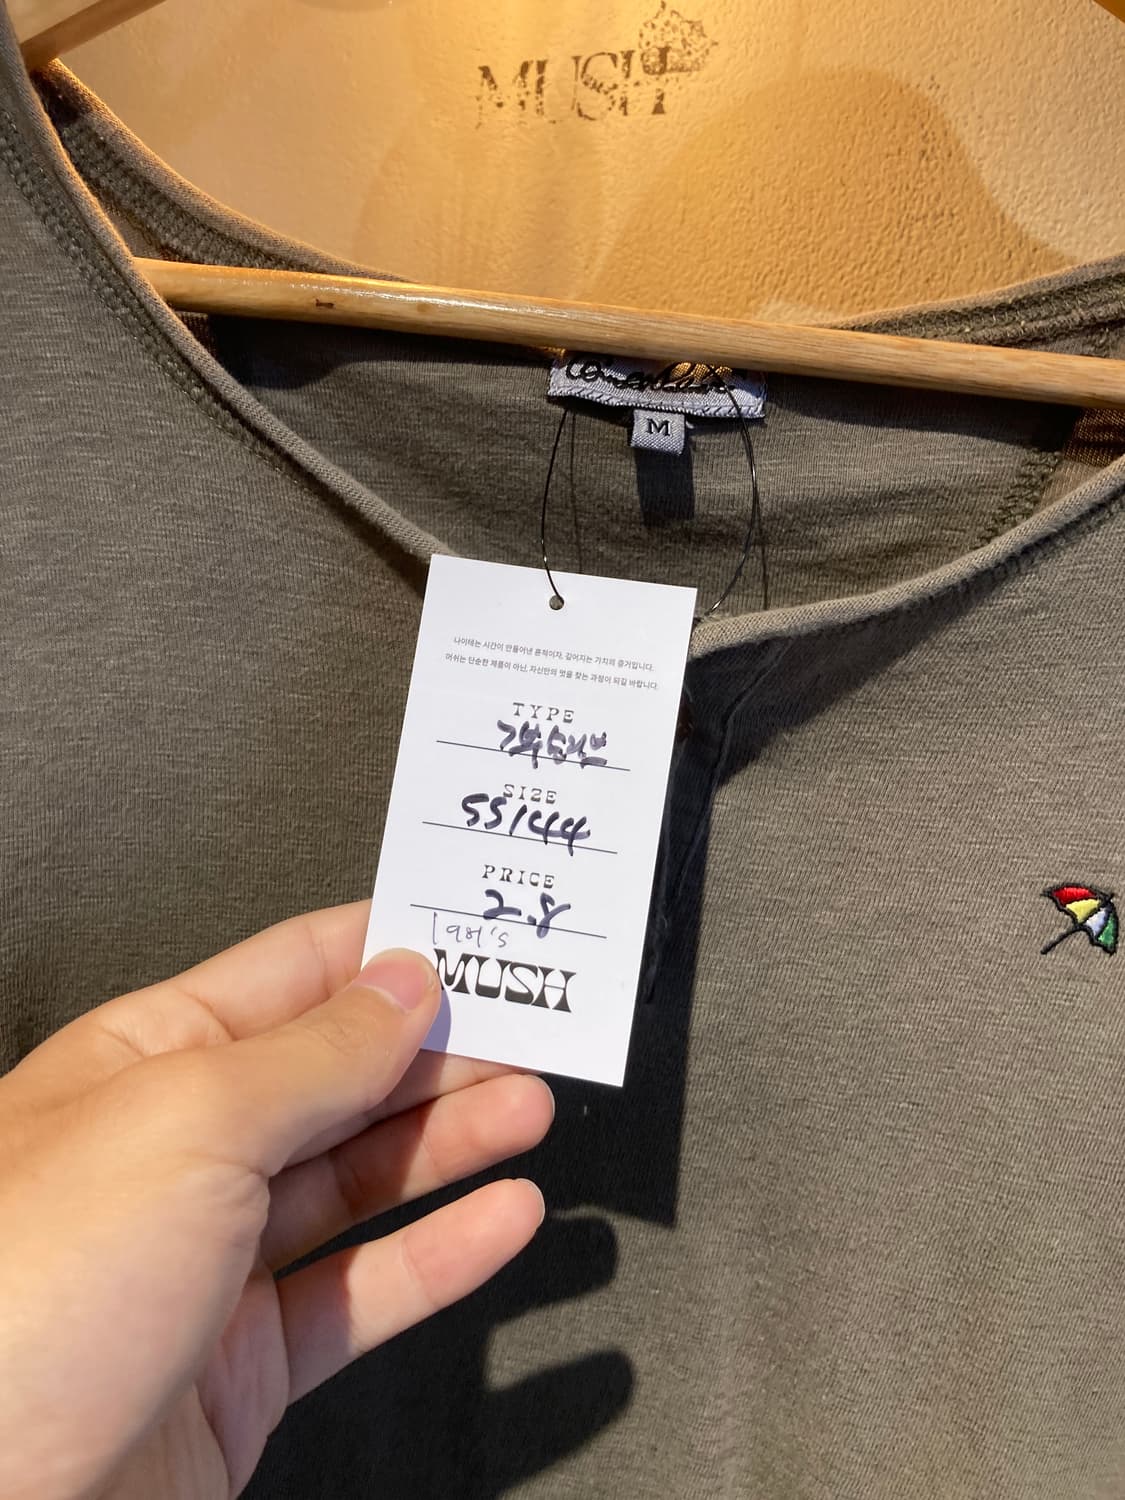 MUSH
M
나이테는 시간이 만들어낸 흔적이자, 깊어지는 가치의 증거입니다.
머쉬는 단순한 제품이 아닌, 자신만의 멋을 찾는 과정이 되길 바랍니다.
TYPE
SIZE
55/44
PRICE
2.8
MUSH